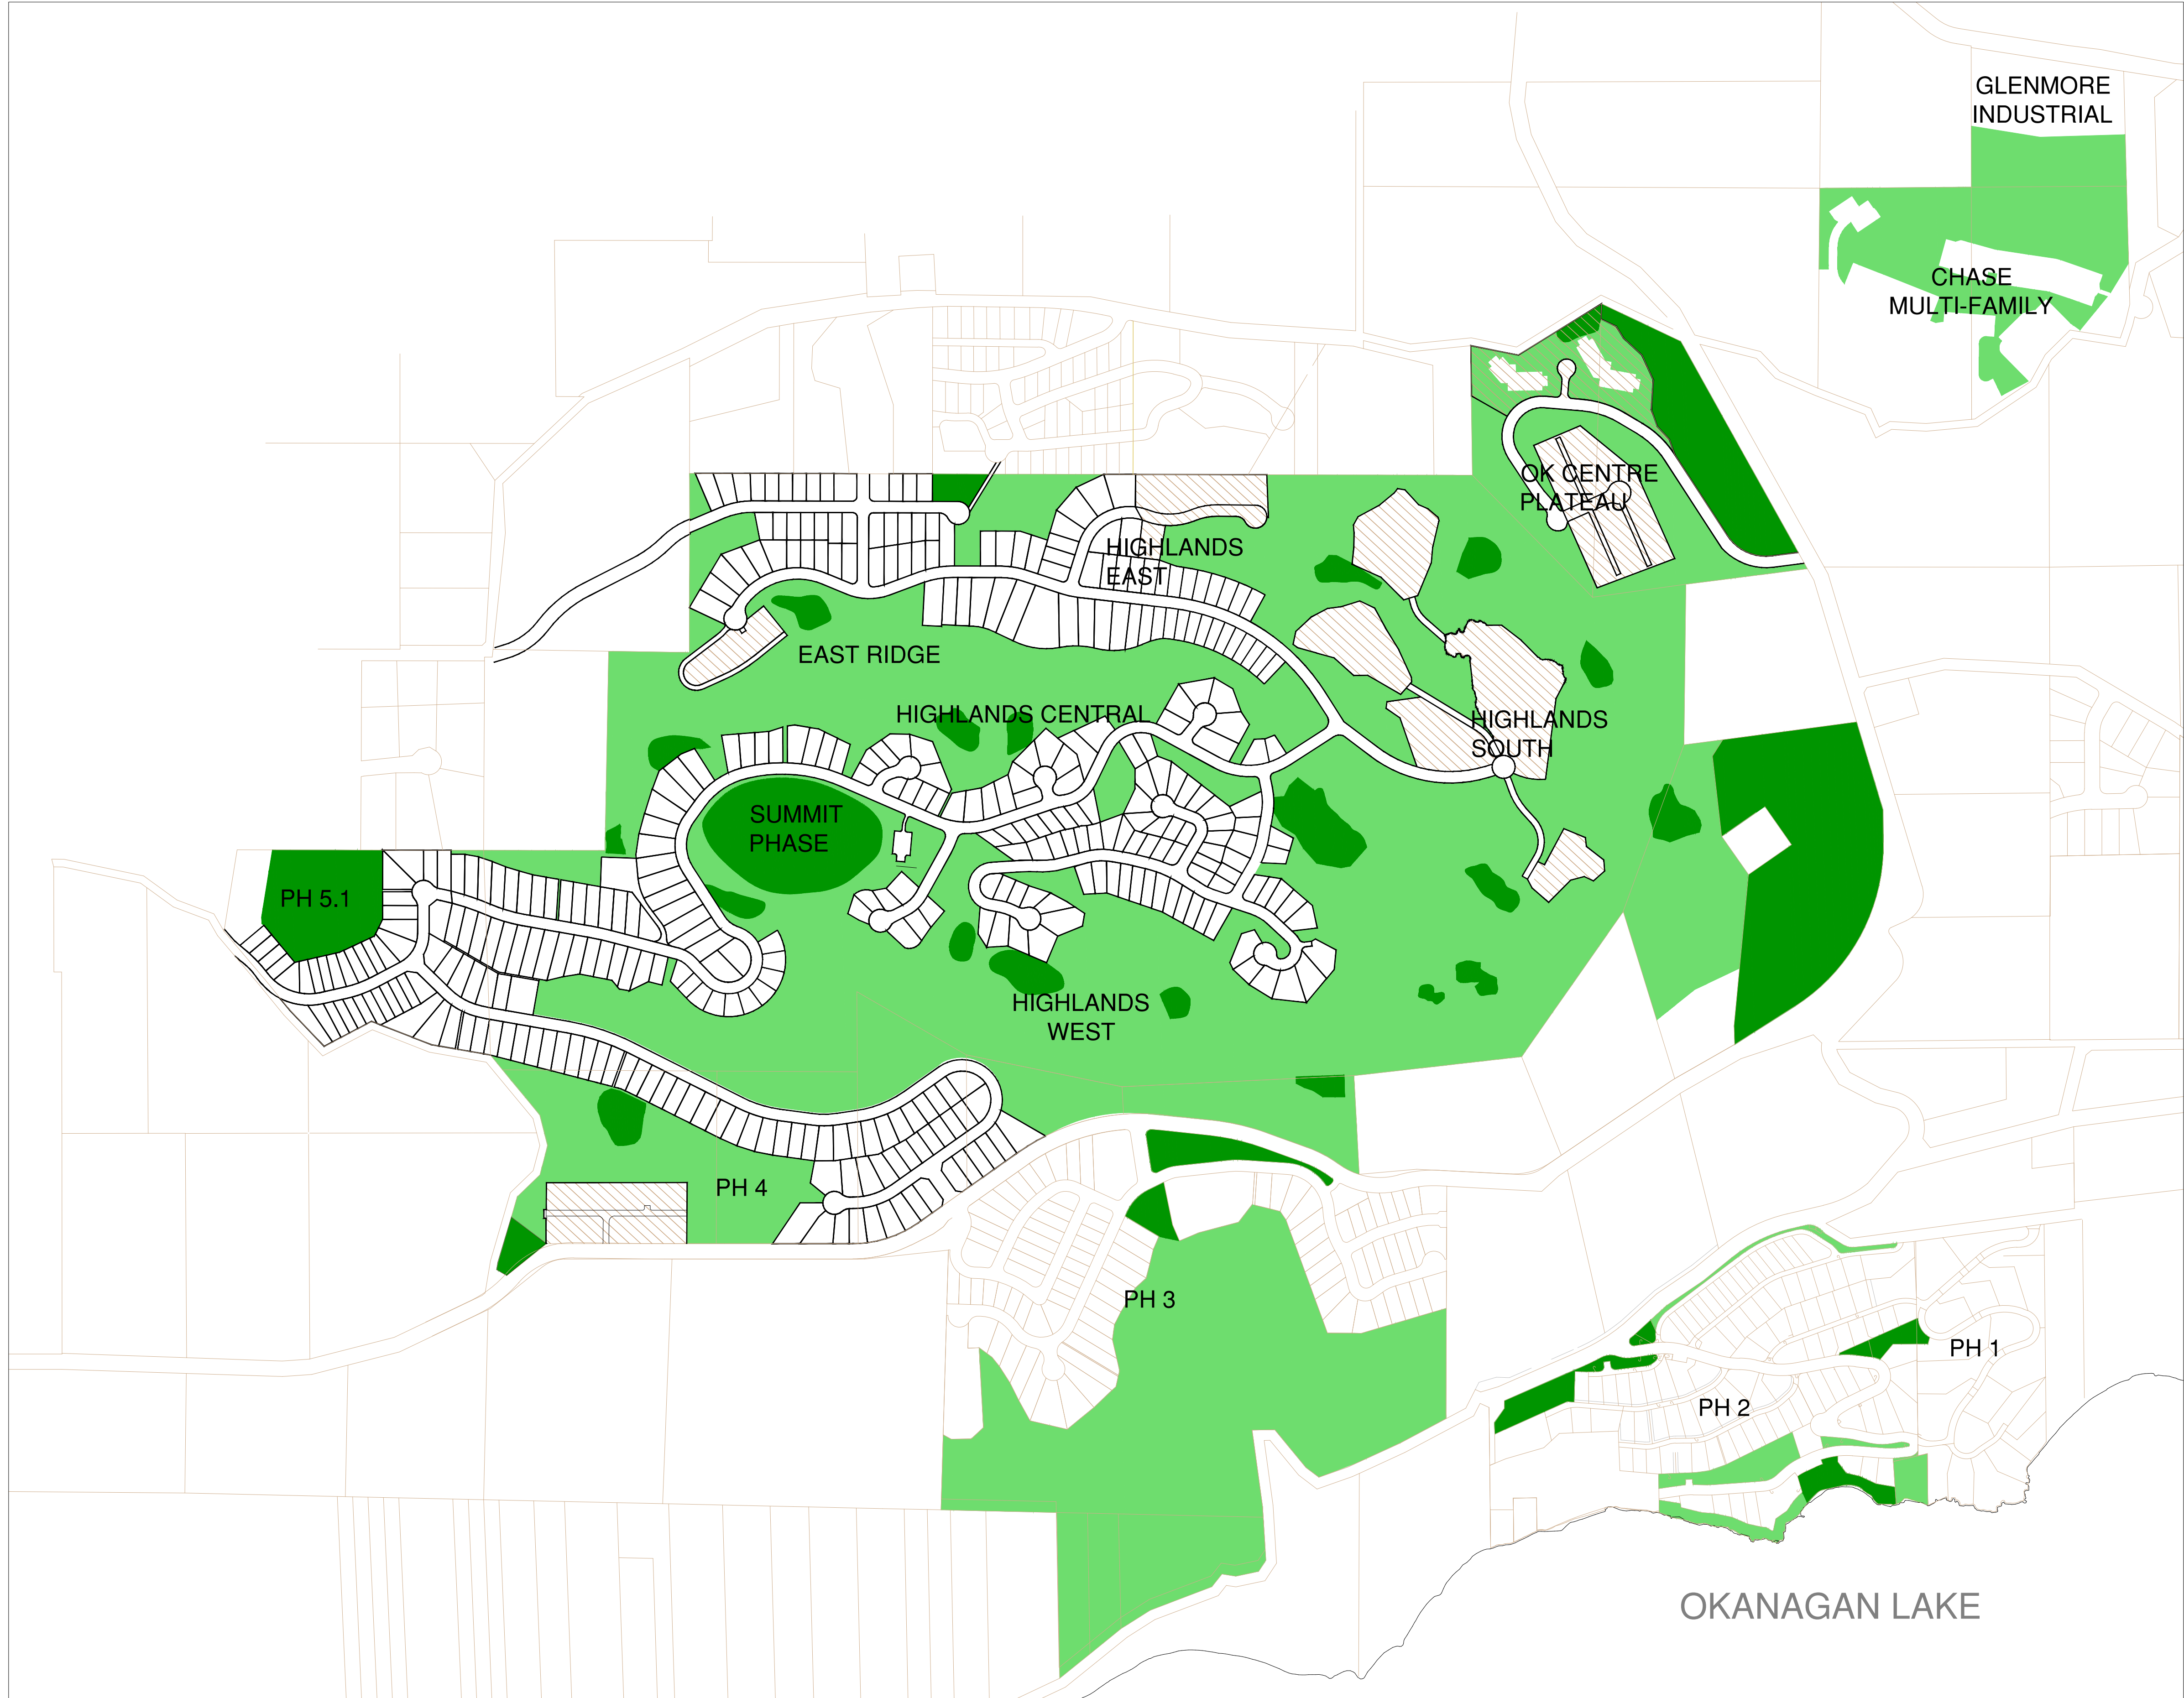 GLENMORE
INDUSTRIAL
CHASE
MULTI-FAMILY
OK CENTRE
PLATEAU
HIGHLANDS
EAST
EAST RIDGE
HIGHLANDS CENTRAL
HIGHLANDS
SOUTH
SUMMIT
PHASE
PH 5.1
HIGHLANDS
WEST
PH 4
PH 3
PH 1
PH 2
OKANAGAN LAKE